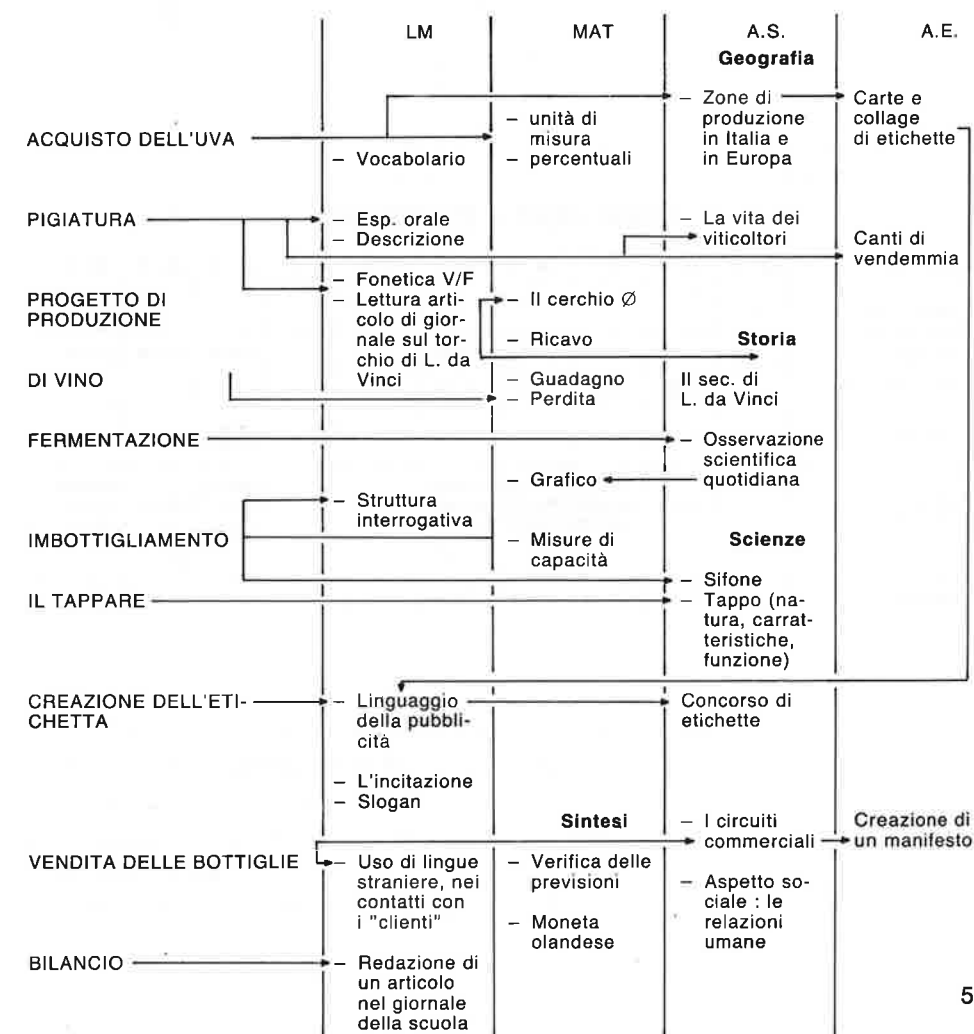 LM MAT A.S. A.E.
Geografia
ACQUISTO DELL'UVA
– Vocabolario
– unità di
misura
– percentuali
– Zone di
produzione
in Italia e
in Europa
Carte e
collage
di etichette
PIGIATURA
– Esp. orale
– Descrizione
– La vita dei
viticoltori
Canti di
vendemmia
– Fonetica V/F
– Lettura arti-
colo di gior-
nale sul tor-
chio di L. da
Vinci
PROGETTO DI
PRODUZIONE
– Il cerchio Ø
– Ricavo
Storia
DI VINO
– Guadagno
– Perdita
Il sec. di
L. da Vinci
FERMENTAZIONE
– Osservazione
scientifica
quotidiana
– Grafico
– Struttura
interrogativa
IMBOTTIGLIAMENTO
– Misure di
capacità
Scienze
– Sifone
IL TAPPARE
– Tappo (na-
tura, carrat-
teristiche,
funzione)
CREAZIONE DELL'ETI-
CHETTA
– Linguaggio
della pubbli-
cità
Concorso di
etichette
– L'incitazione
– Slogan
Sintesi
– I circuiti
commerciali
Creazione di
un manifesto
VENDITA DELLE BOTTIGLIE
– Uso di lingue
straniere, nei
contatti con
i "clienti"
– Verifica delle
previsioni
– Moneta
olandese
– Aspetto so-
ciale : le
relazioni
umane
BILANCIO
– Redazione di
un articolo
nel giornale
della scuola
5